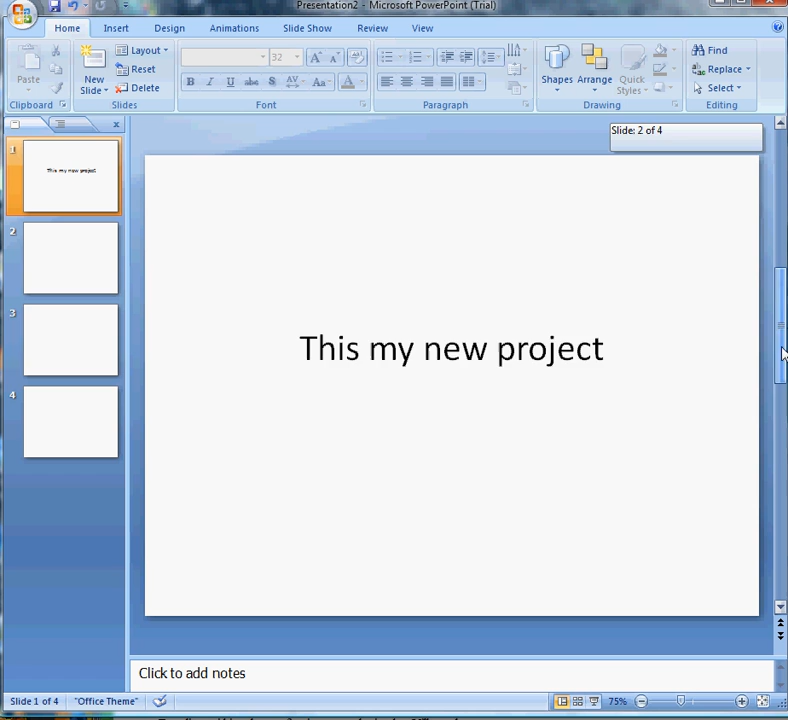 Presentation2 - Microsoft PowerPoint (Trial)
Home Insert Design Slide Show Animations Review View
Paste
Clipboard
New
Slide
Layout
Reset
Delete
Slides
32
B I U abc S AV Aa A
Font
Paragraph
Shapes
Arrange
Quick
Styles
Drawing
Find
Replace
Select
Editing
Slide: 2 of 4
1
This my new project
2
3
4
This my new project
Click to add notes
Slide 1 of 4 "Office Theme" 75%